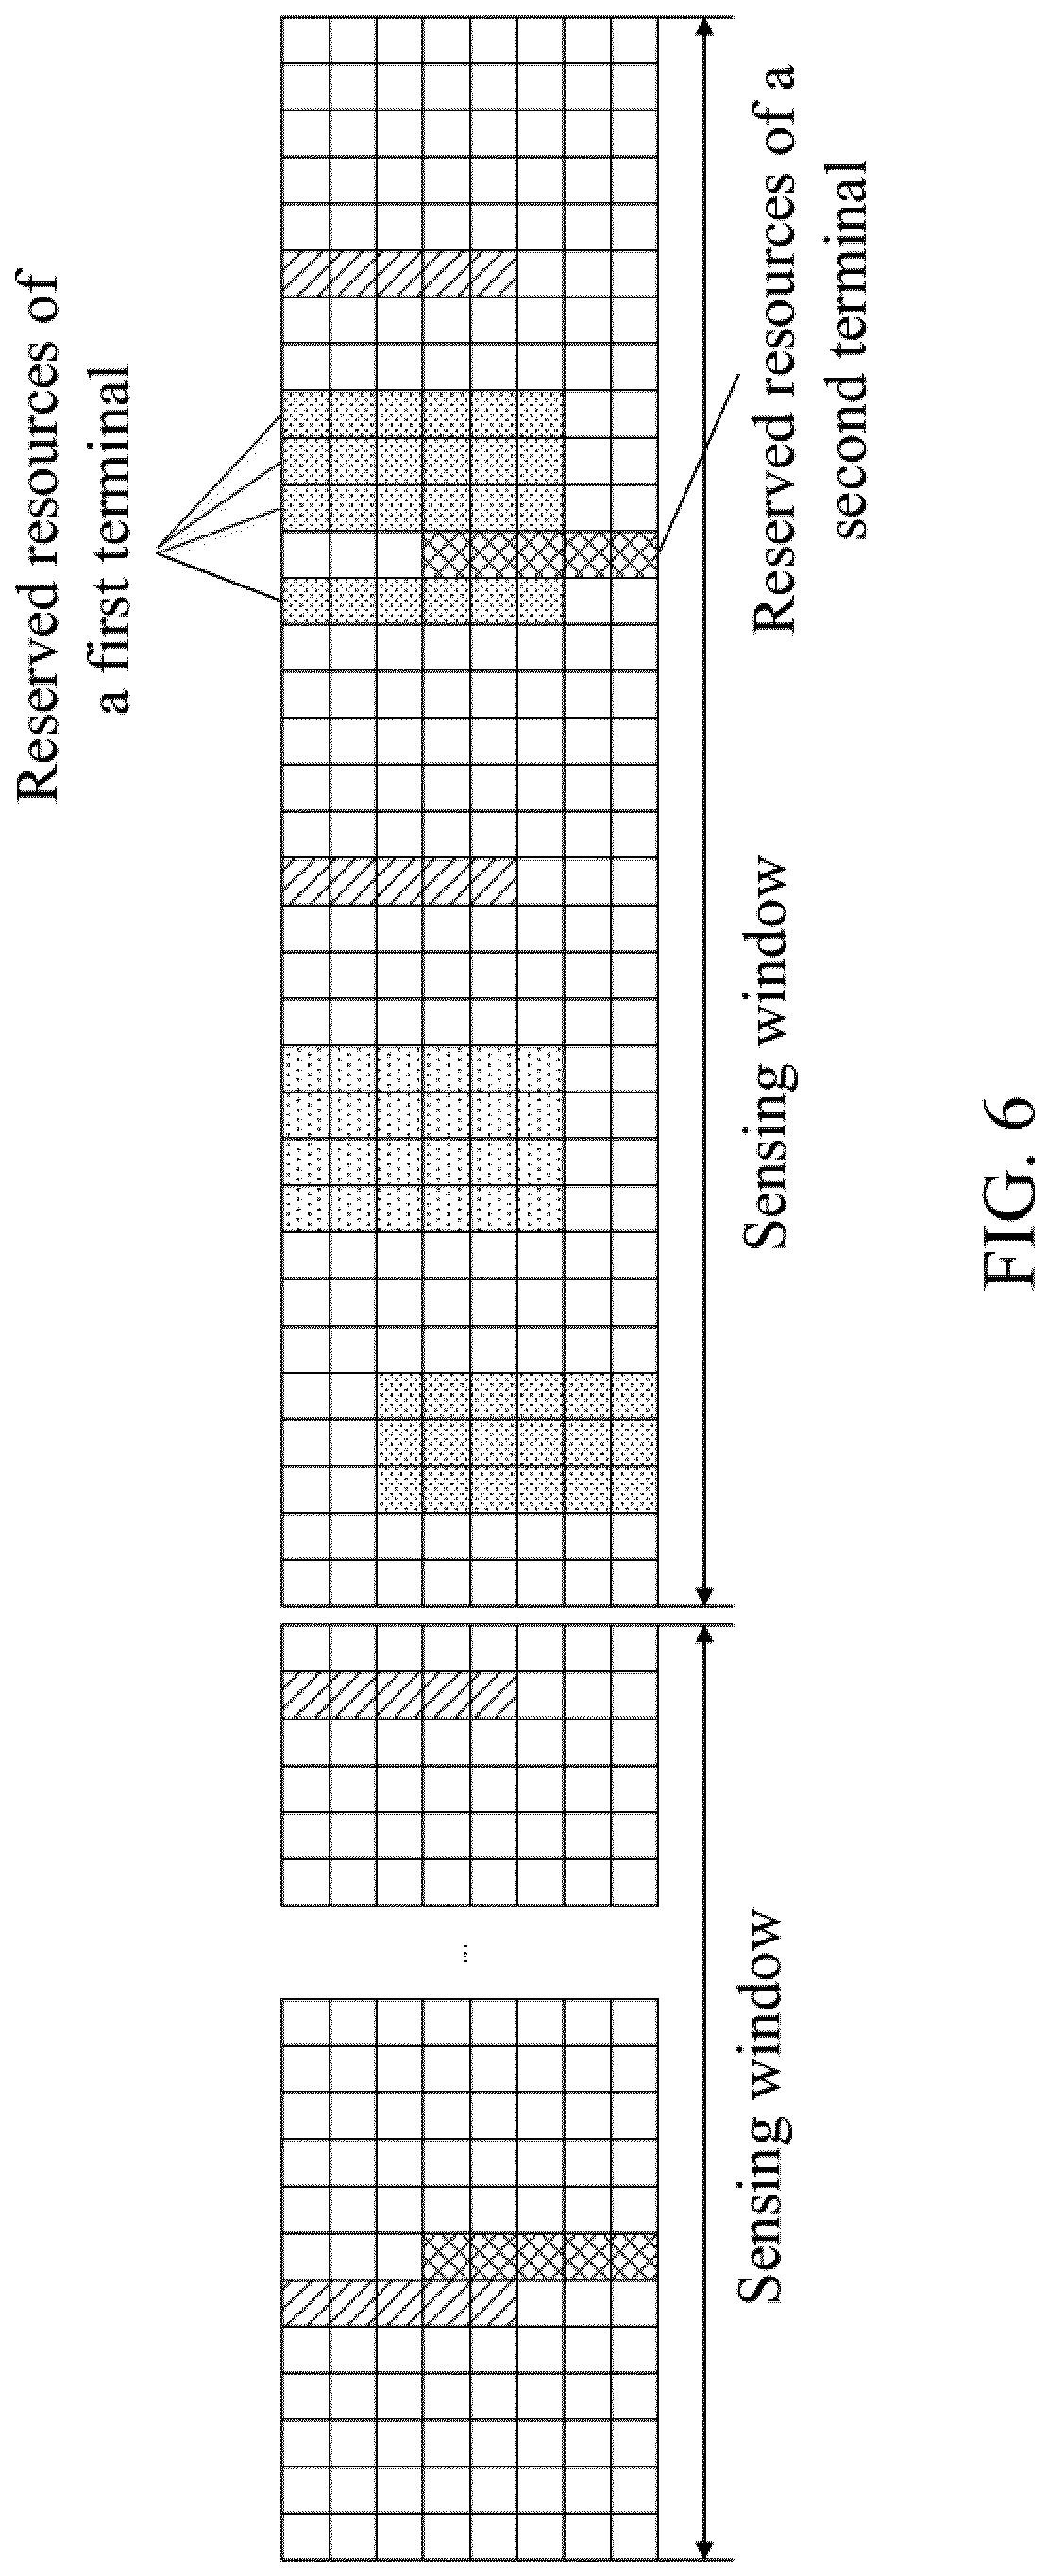 Reserved resources of
a first terminal
Sensing window
Sensing window
Reserved resources of a
second terminal
...
FIG. 6